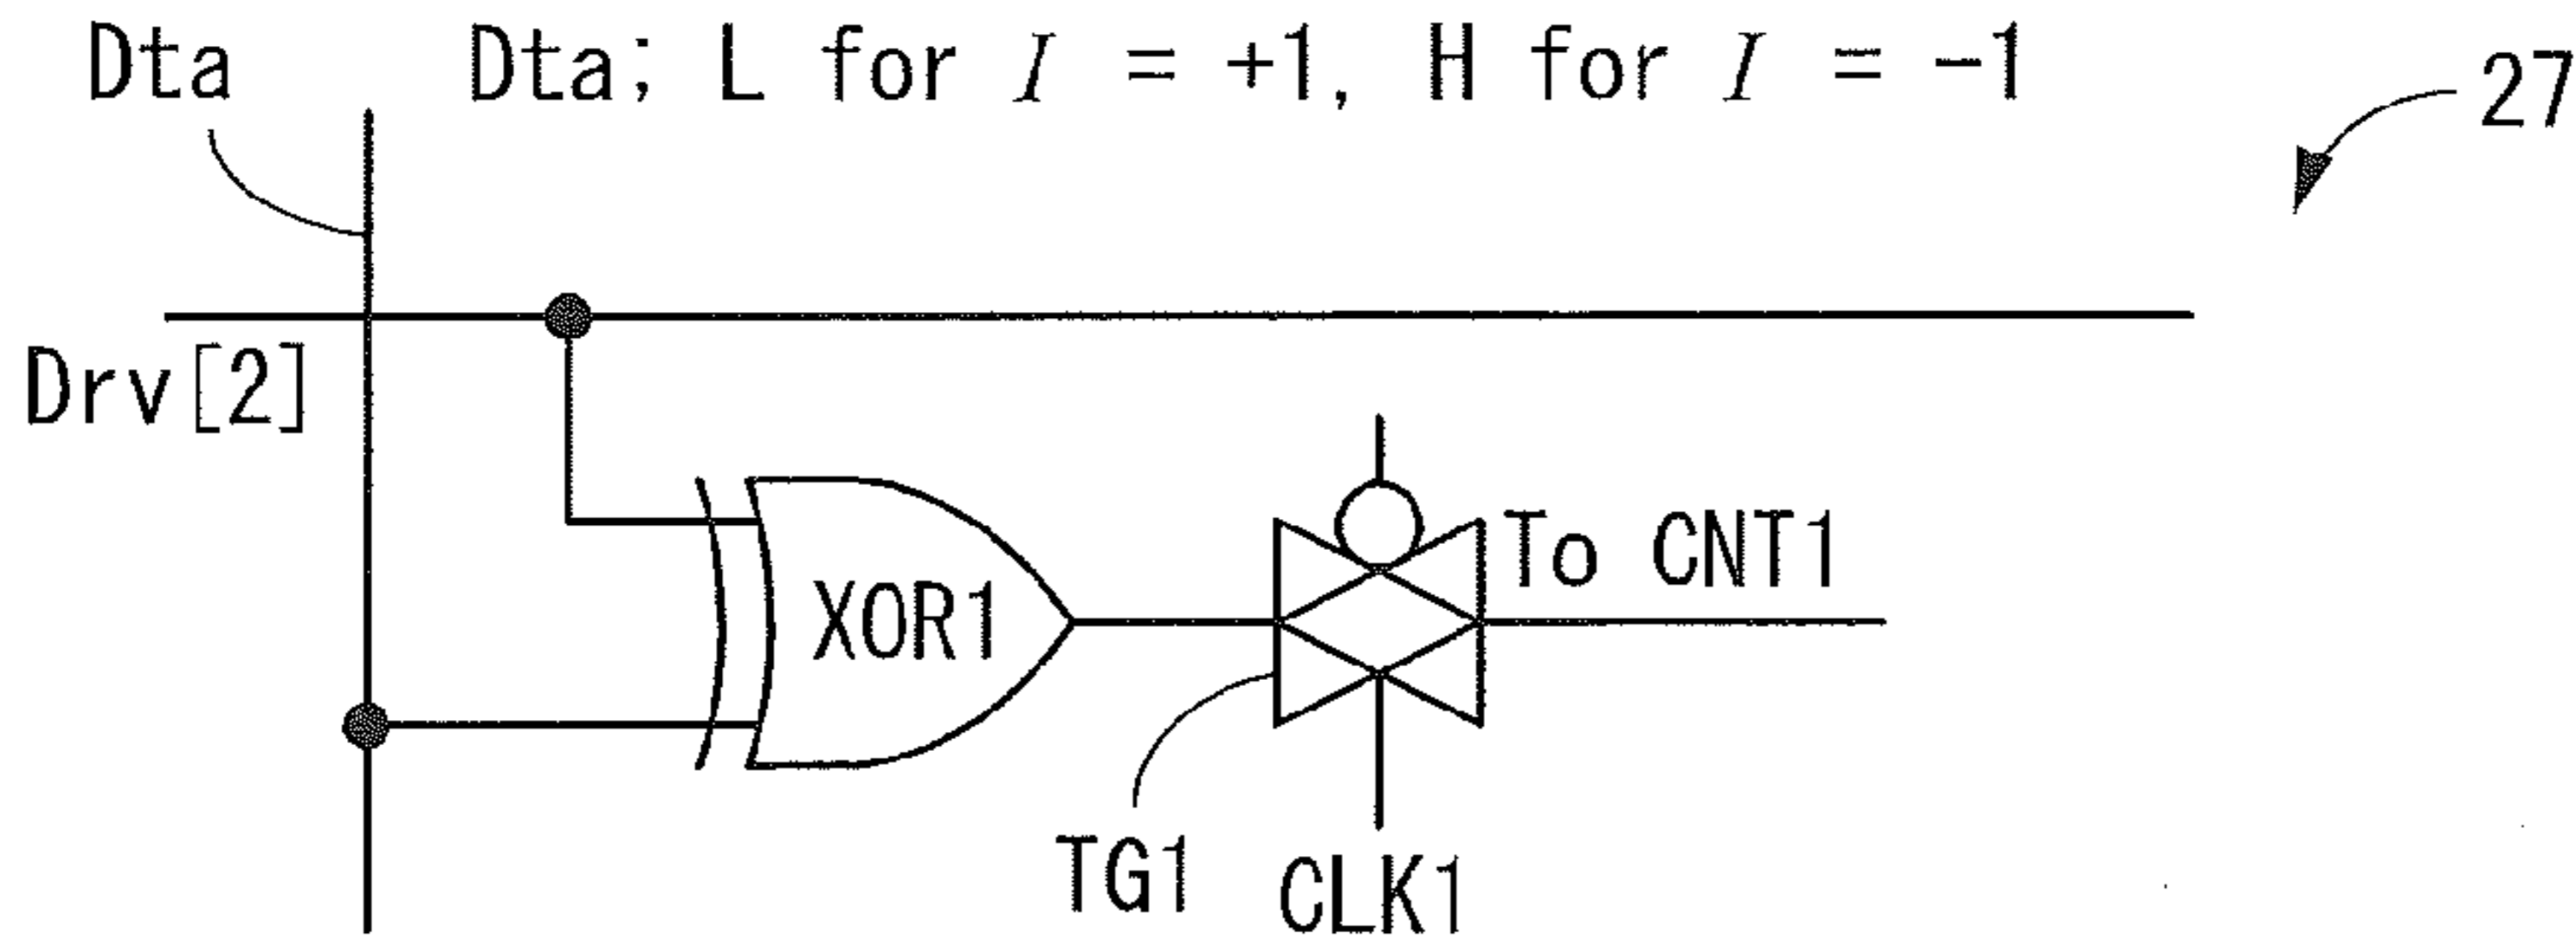 Dta
Dta; L for I = +1, H for I = -1
27
Drv[2]
To CNT1
XOR1
TG1
CLK1